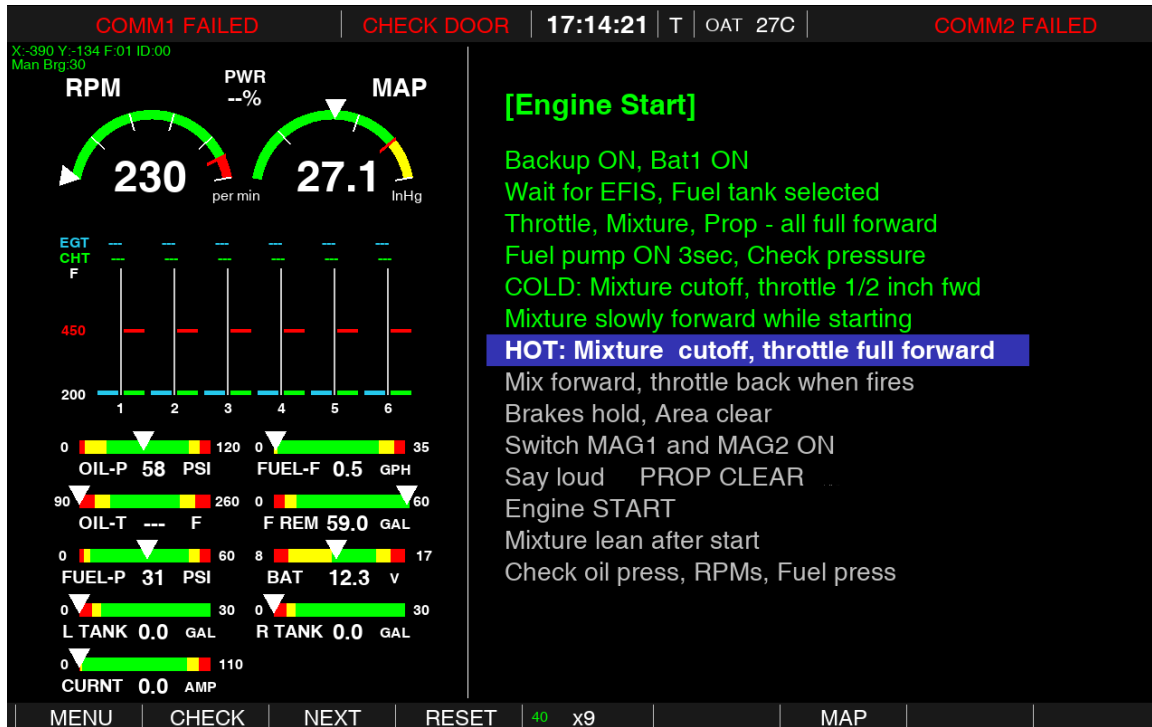 COMM1 FAILED CHECK DOOR 17:14:21 T OAT 27C COMM2 FAILED
X:-390 Y:-134 F:01 ID:00
Man Brg:30
RPM PWR MAP
--%
230 per min 27.1 InHg
EGT --- --- --- --- --- ---
CHT --- --- --- --- --- ---
F
450
200
1 2 3 4 5 6
0 120 0 35
OIL-P 58 PSI FUEL-F 0.5 GPH
90 260 0 60
OIL-T --- F F REM 59.0 GAL
0 60 8 17
FUEL-P 31 PSI BAT 12.3 V
0 30 0 30
L TANK 0.0 GAL R TANK 0.0 GAL
0 110
CURNT 0.0 AMP
[Engine Start]
Backup ON, Bat1 ON
Wait for EFIS, Fuel tank selected
Throttle, Mixture, Prop - all full forward
Fuel pump ON 3sec, Check pressure
COLD: Mixture cutoff, throttle 1/2 inch fwd
Mixture slowly forward while starting
HOT: Mixture cutoff, throttle full forward
Mix forward, throttle back when fires
Brakes hold, Area clear
Switch MAG1 and MAG2 ON
Say loud PROP CLEAR
Engine START
Mixture lean after start
Check oil press, RPMs, Fuel press
MENU CHECK NEXT RESET 40 x9 MAP